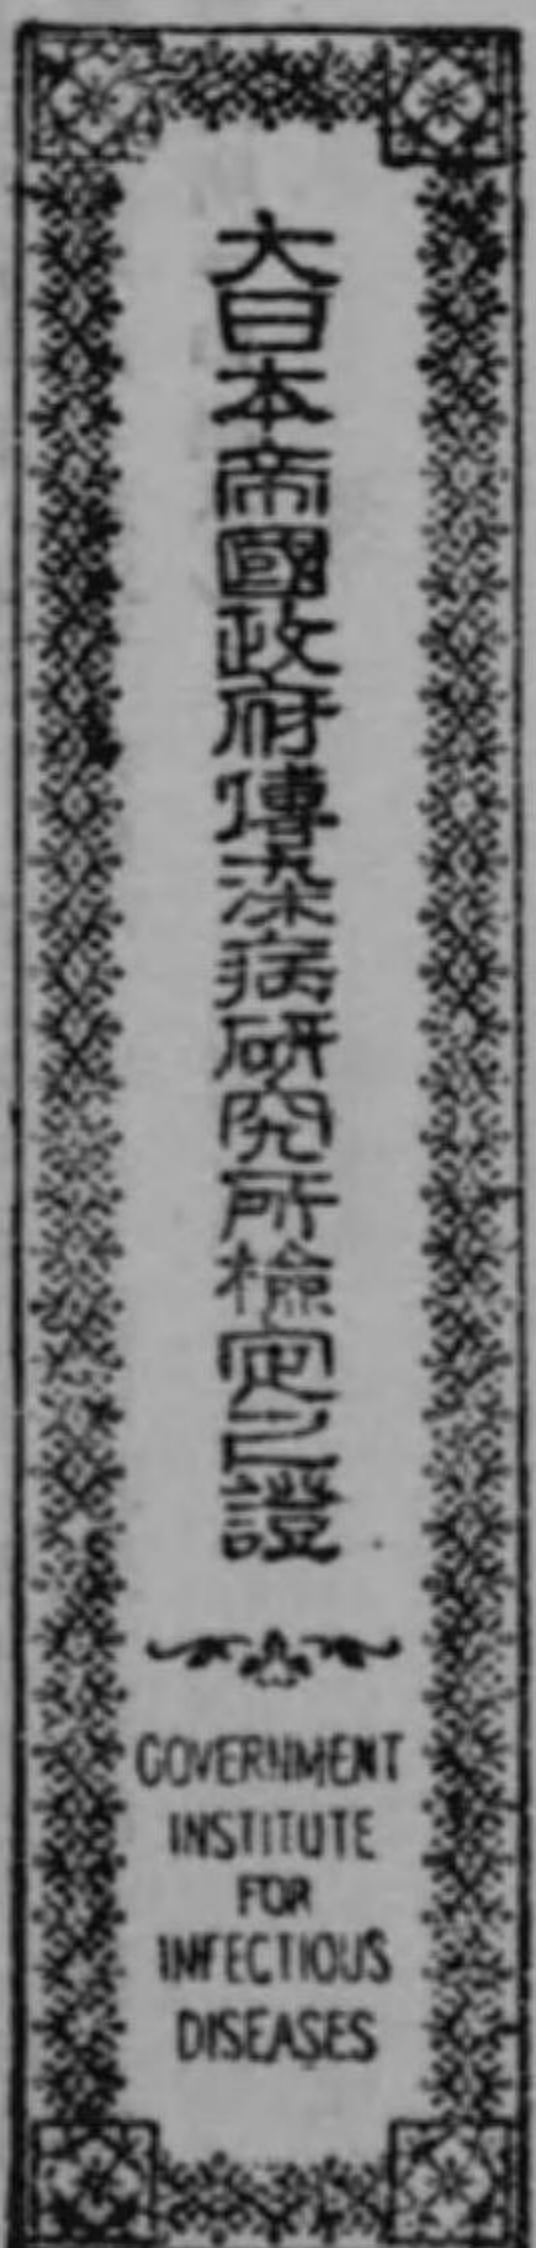 大日本帝國政府傳染病研究所檢定之證
GOVERNMENT
INSTITUTE
FOR
INFECTIOUS
DISEASES